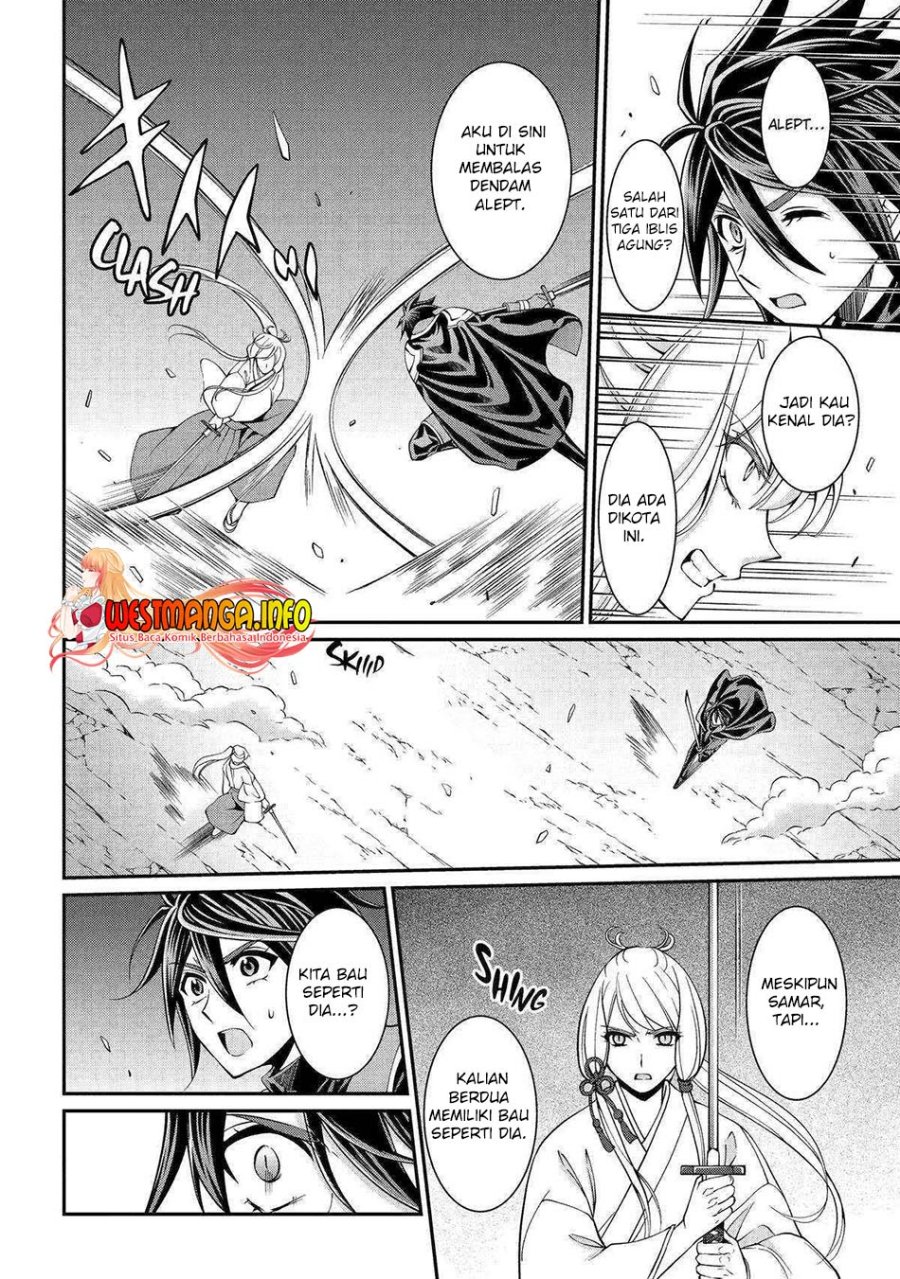 ALEPT...
SALAH
SATU DARI
TIGA IBLIS
AGUNG?
JADI KAU
KENAL DIA?
DIA ADA
DIKOTA
INI.
AKU DI SINI
UNTUK
MEMBALAS
DENDAM
ALEPT.
CLASH
WESTMANGA.INFO
Situs Baca Komik Berbahasa Indonesia
SKIIID
MESKIPUN
SAMAR,
TAPI...
SHING
KALIAN
BERDUA
MEMILIKI BAU
SEPERTI DIA.
KITA BAU
SEPERTI
DIA...?